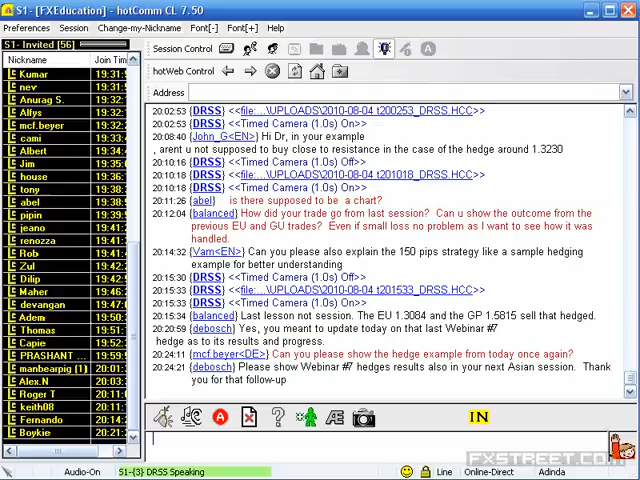 S1- [FXEducation] - hotComm CL 7.50
Preferences Session Change-my-Nickname Font[-] Font[+] Help
S1- Invited [56]
Nickname Join Tim
Kumar 19:31:
nev 19:31:
Anurag S. 19:32:
Alfys 19:32:
mcf.beyer 19:32:
cami 19:33:
Albert 19:34:
Jim 19:35:
house 19:36:
tony 19:38:
abel 19:38:
pipin 19:39:
jeano 19:39:
renozza 19:39:
Rob 19:41:
Zul 19:42:
Dilip 19:42:
Maher 19:46:
devangan 19:47:
Adem 19:50:
Thomas 19:51:
Capie 19:52:
PRASHANT ... 19:59:
manbearpig (1) 20:01:
Alex.N 20:03:
Roger T 20:11:
keith08 20:11:
Fernando 20:14:
Boykie 20:21:
Session Control
hotWeb Control
Address
20:02:53 {DRSS} <<file:...\UPLOADS\2010-08-04 t200253_DRSS.HCC>>
20:02:53 {DRSS} <<Timed Camera (1.0s) On>>
20:08:40 {John_G<EN>} Hi Dr, in your example
, arent u not supposed to buy close to resistance in the case of the hedge around 1.3230
20:10:16 {DRSS} <<Timed Camera (1.0s) Off>>
20:10:18 {DRSS} <<file:...\UPLOADS\2010-08-04 t201018_DRSS.HCC>>
20:10:18 {DRSS} <<Timed Camera (1.0s) On>>
20:11:26 {abel} is there supposed to be a chart?
20:12:04 {balanced} How did your trade go from last session? Can u show the outcome from the
previous EU and GU trades? Even if small loss no problem as I want to see how it was
handled.
20:14:32 {Vam<EN>} Can you please also explain the 150 pips strategy like a sample hedging
example for better understanding
20:15:30 {DRSS} <<Timed Camera (1.0s) Off>>
20:15:33 {DRSS} <<file:...\UPLOADS\2010-08-04 t201533_DRSS.HCC>>
20:15:33 {DRSS} <<Timed Camera (1.0s) On>>
20:15:34 {balanced} Last lesson not session. The EU 1.3084 and the GP 1.5815 sell that hedged.
20:20:59 {debosch} Yes, you meant to update today on that last Webinar #7
hedge as to its results and progress.
20:24:11 {mcf.beyer<DE>} Can you please show the hedge example from today once again?
20:24:21 {debosch} Please show Webinar #7 hedges results also in your next Asian session. Thank
you for that follow-up
IN
FXSTREET.COM
Audio-On S1-{3} DRSS Speaking Line Online-Direct Adinda